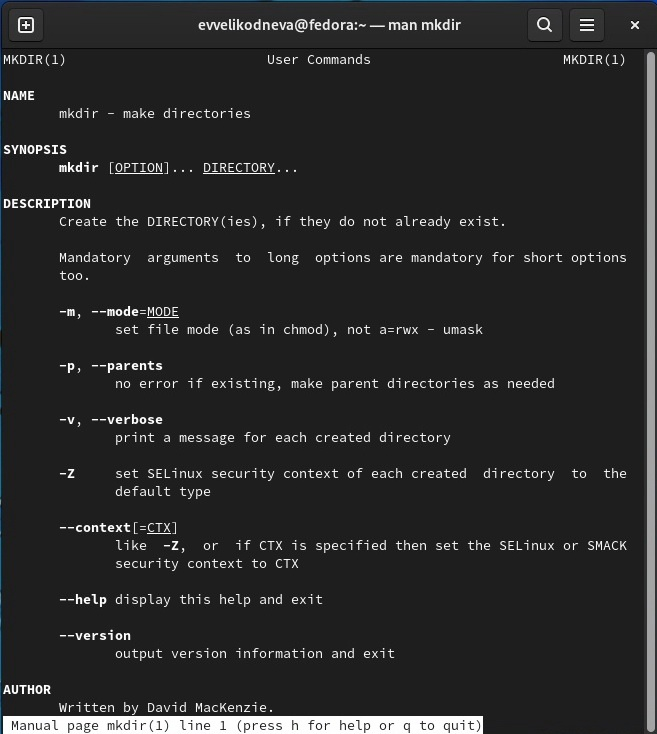 evvelikodneva@fedora:~ — man mkdir
MKDIR(1) User Commands MKDIR(1)
NAME
mkdir - make directories
SYNOPSIS
mkdir [OPTION]... DIRECTORY...
DESCRIPTION
Create the DIRECTORY(ies), if they do not already exist.
Mandatory arguments to long options are mandatory for short options
too.
-m, --mode=MODE
set file mode (as in chmod), not a=rwx - umask
-p, --parents
no error if existing, make parent directories as needed
-v, --verbose
print a message for each created directory
-Z set SELinux security context of each created directory to the
default type
--context[=CTX]
like -Z, or if CTX is specified then set the SELinux or SMACK
security context to CTX
--help display this help and exit
--version
output version information and exit
AUTHOR
Written by David MacKenzie.
Manual page mkdir(1) line 1 (press h for help or q to quit)